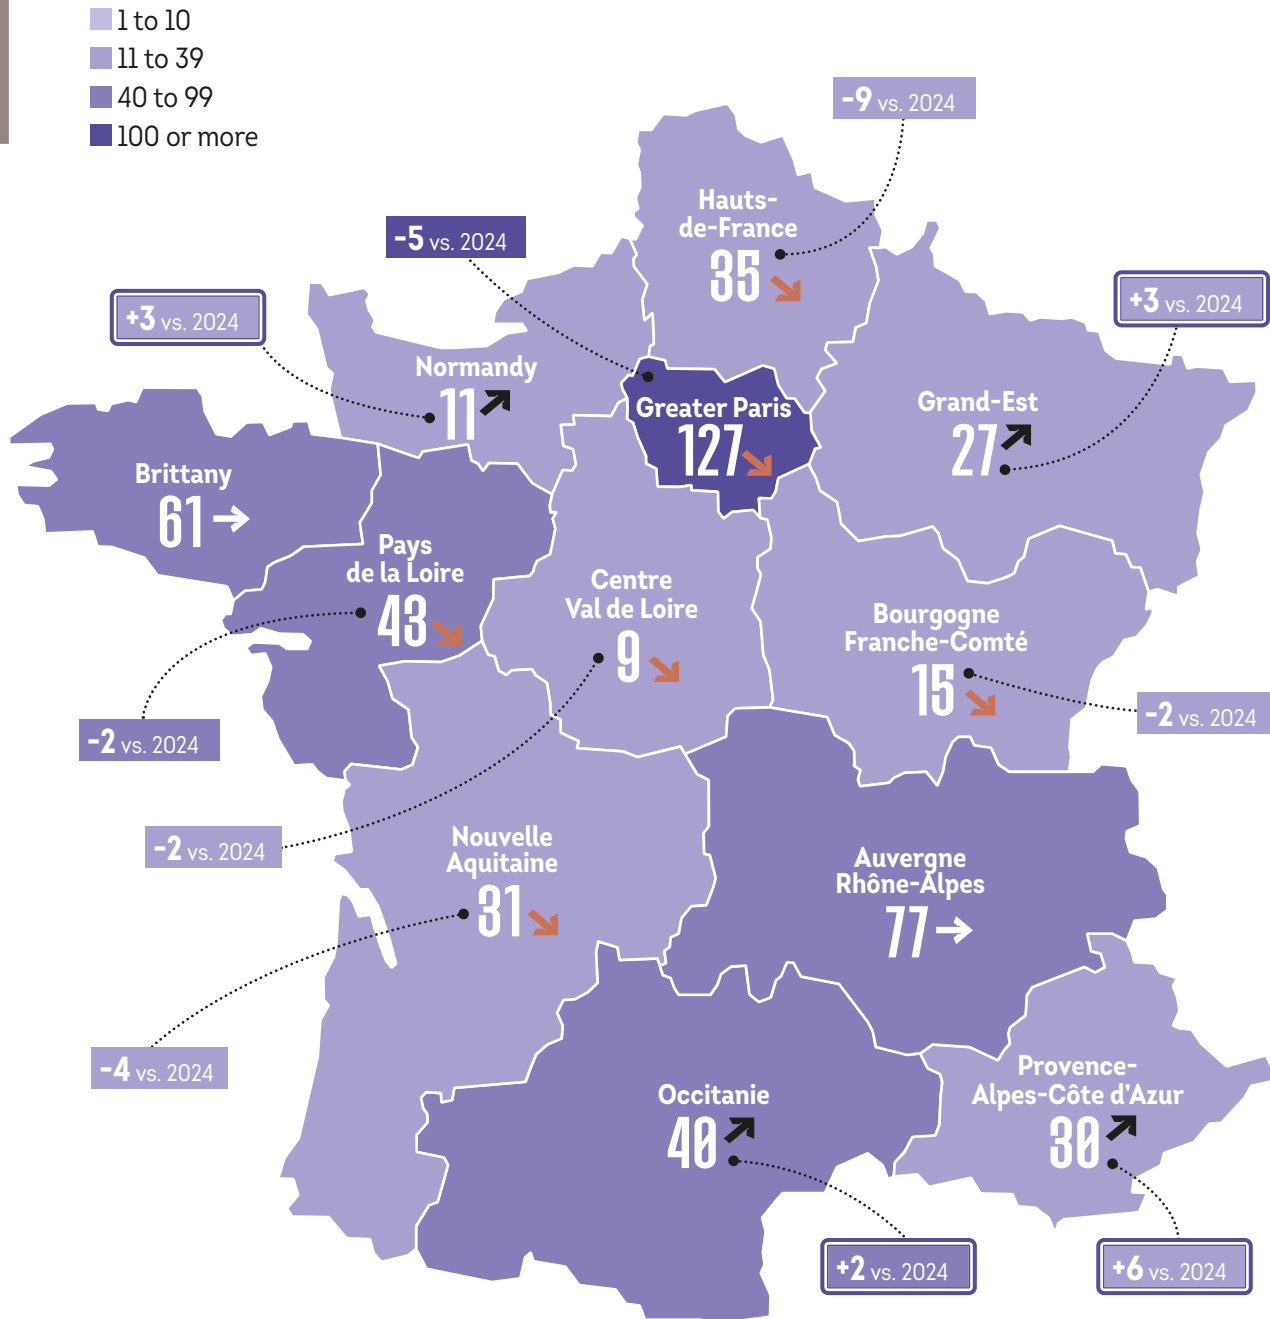 1 to 10
11 to 39
40 to 99
100 or more
-9 vs. 2024
Hauts-
de-France
35
-5 vs. 2024
+3 vs. 2024
+3 vs. 2024
Normandy
11
Greater Paris
127
Grand-Est
27
Brittany
61
Pays
de la Loire
43
Centre
Val de Loire
9
Bourgogne
Franche-Comté
15
-2 vs. 2024
-2 vs. 2024
-2 vs. 2024
Nouvelle
Aquitaine
31
Auvergne
Rhône-Alpes
77
-4 vs. 2024
Occitanie
40
Provence-
Alpes-Côte d'Azur
30
+2 vs. 2024
+6 vs. 2024